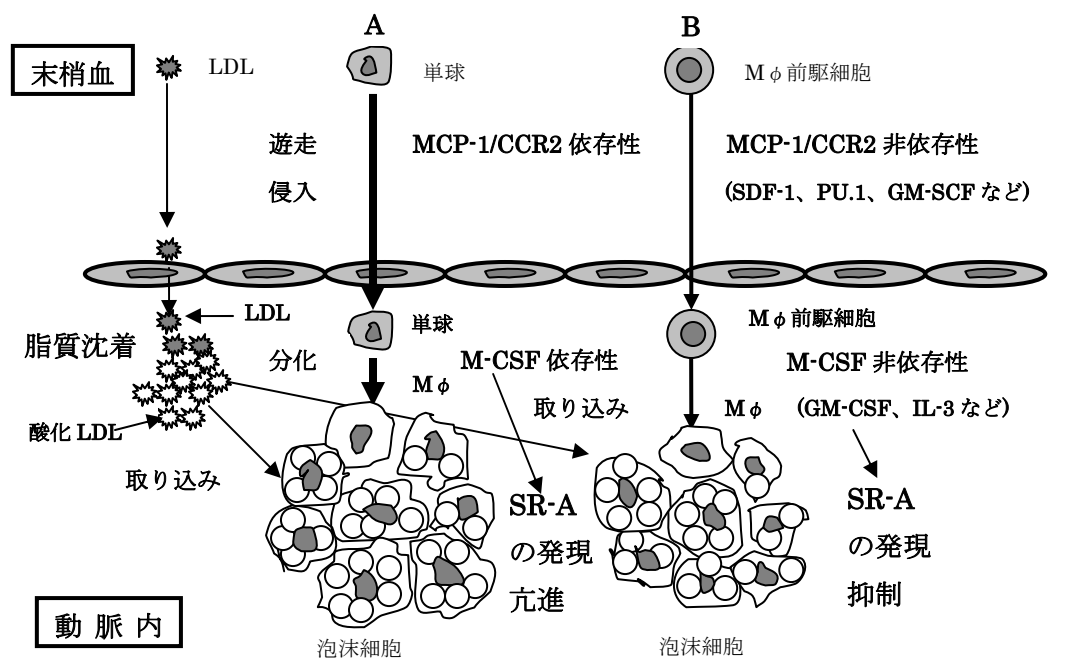 A
B
末梢血
LDL
単球
Mφ前駆細胞
遊走
侵入
MCP-1/CCR2 依存性
MCP-1/CCR2 非依存性
(SDF-1、PU.1、GM-SCF など)
LDL
脂質沈着
単球
Mφ前駆細胞
分化
M-CSF 依存性
M-CSF 非依存性
Mφ
取り込み
Mφ
(GM-CSF、IL-3 など)
酸化 LDL
取り込み
SR-A
の発現
亢進
SR-A
の発現
抑制
動 脈 内
泡沫細胞
泡沫細胞